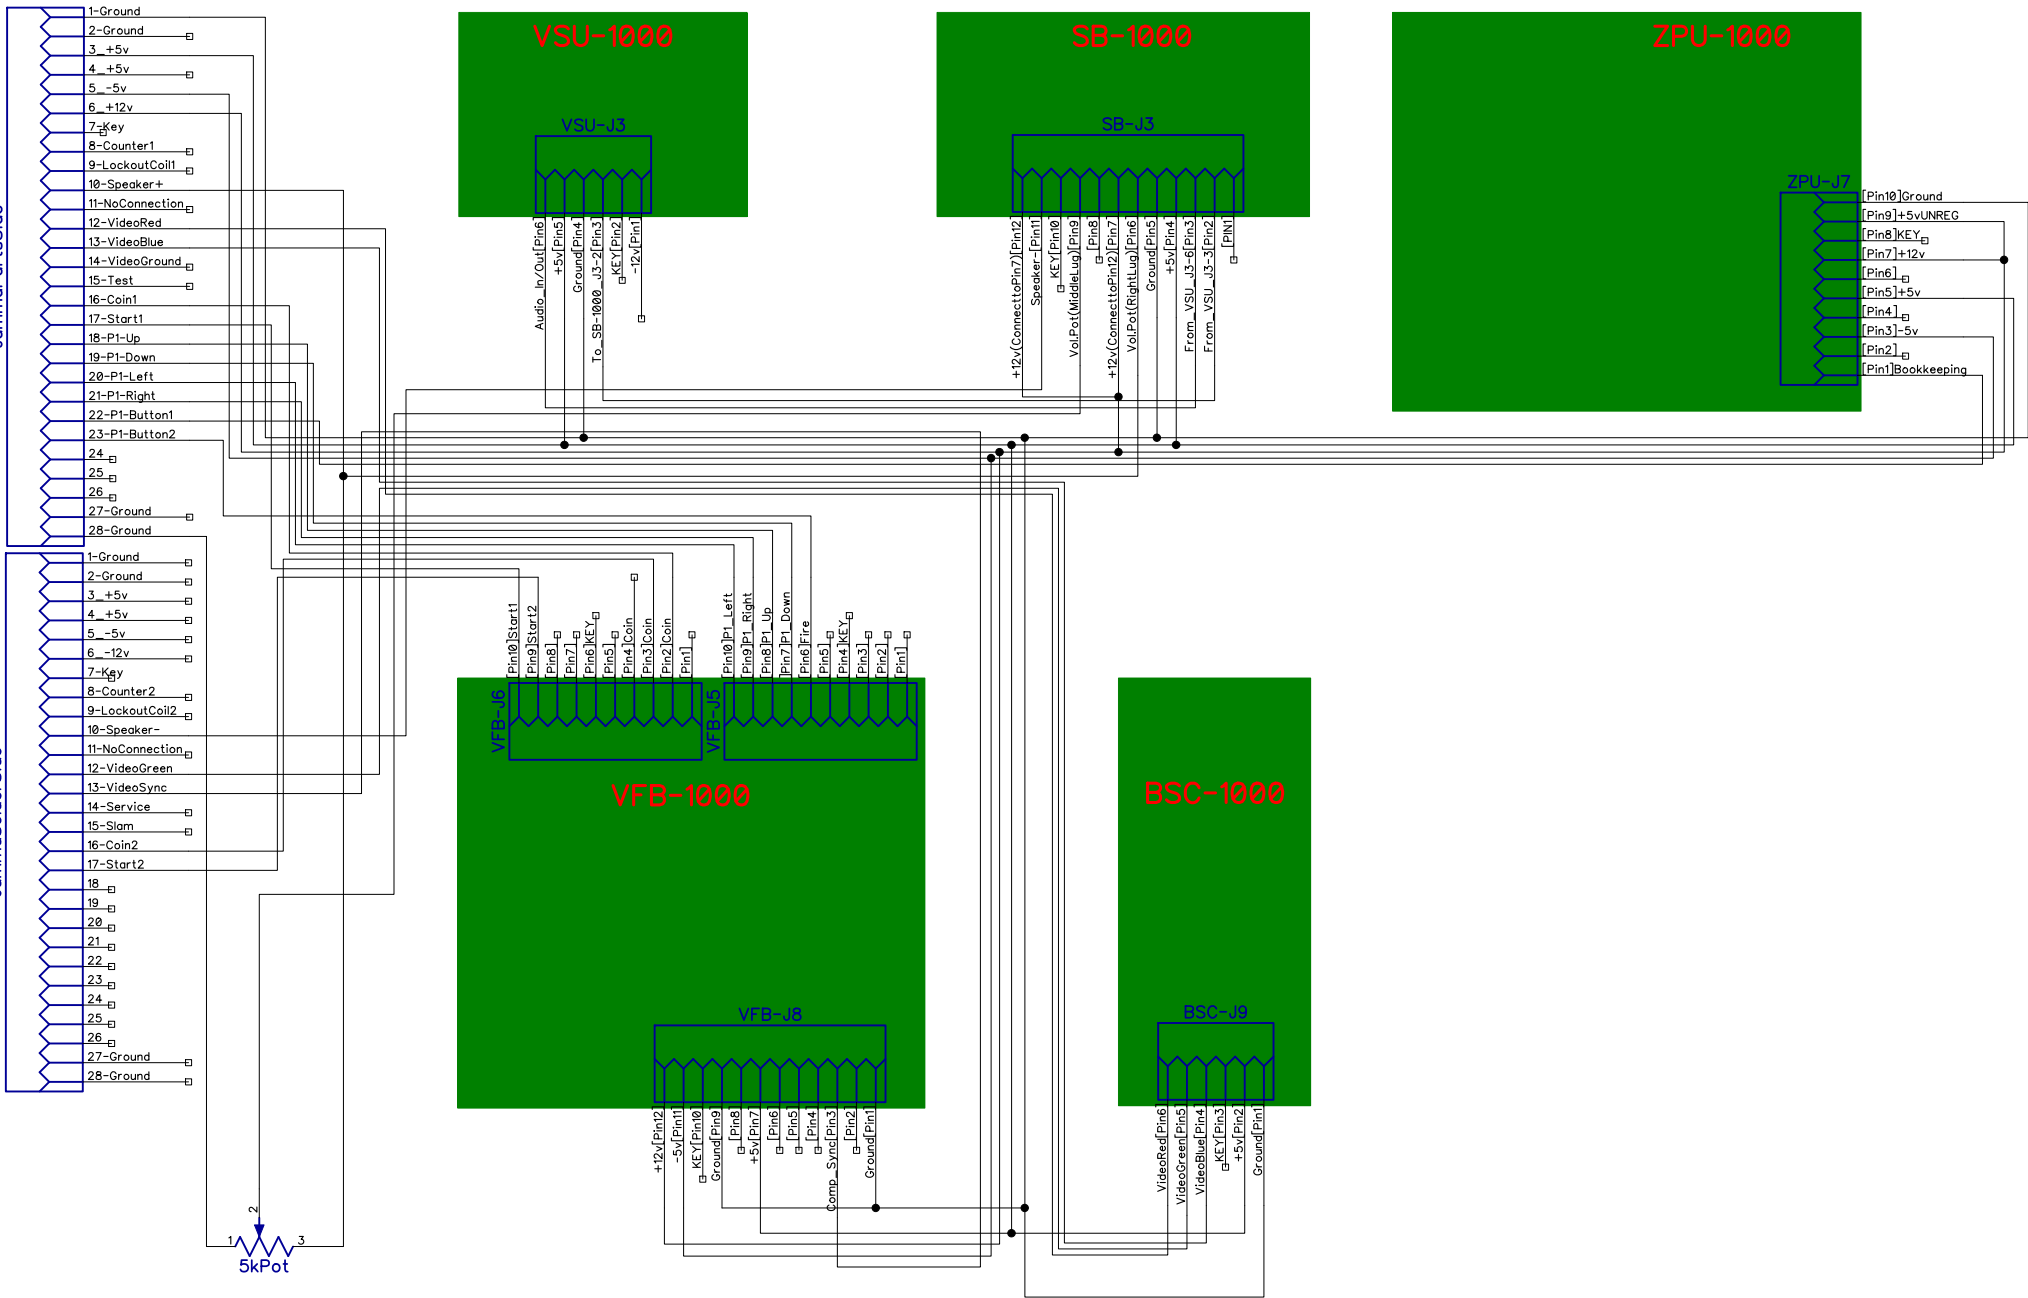 1-Ground
2-Ground
3_+5v
4_+5v
5_-5v
6_+12v
7-Key
8-Counter1
9-LockoutCoil1
10-Speaker+
11-NoConnection
12-VideoRed
13-VideoBlue
14-VideoGround
15-Test
16-Coin1
17-Start1
18-P1-Up
19-P1-Down
20-P1-Left
21-P1-Right
22-P1-Button1
23-P1-Button2
24
25
26
27-Ground
28-Ground
1-Ground
2-Ground
3_+5v
4_+5v
5_-5v
6_-12v
7-Key
8-Counter2
9-LockoutCoil2
10-Speaker-
11-NoConnection
12-VideoGreen
13-VideoSync
14-Service
15-Slam
16-Coin2
17-Start2
18
19
20
21
22
23
24
25
26
27-Ground
28-Ground
1
2
3
5kPot
VSU-1000
VSU-J3
Audio_In/Out[Pin6]
+5v[Pin5]
Ground[Pin4]
To_SB-1000_J3-2[Pin3]
KEY[Pin2]
-12v[Pin1]
SB-1000
SB-J3
+12v(ConnecttoPin7)[Pin12]
Speaker-[Pin11]
KEY[Pin10]
Vol.Pot(MiddleLug)[Pin9]
[Pin8]
+12v(ConnecttoPin12)[Pin7]
Vol.Pot(RightLug)[Pin6]
Ground[Pin5]
+5v[Pin4]
From_VSU_J3-6[Pin3]
From_VSU_J3-3[Pin2]
[PIN1]
ZPU-1000
ZPU-J7
[Pin10]Ground
[Pin9]+5vUNREG
[Pin8]KEY
[Pin7]+12v
[Pin6]
[Pin5]+5v
[Pin4]
[Pin3]-5v
[Pin2]
[Pin1]Bookkeeping
[Pin10]Start1
[Pin9]Start2
[Pin8]
[Pin7]
[Pin6]KEY
[Pin5]
[Pin4]Coin
[Pin3]Coin
[Pin2]Coin
[Pin1]
VFB-J6
[Pin10]P1_Left
[Pin9]P1_Right
[Pin8]P1_Up
]Pin7]P1_Down
[Pin6]Fire
[Pin5]
[Pin4]KEY
[Pin3]
[Pin2]
[Pin1]
VFB-J5
VFB-1000
VFB-J8
+12v[Pin12]
-5v[Pin11]
KEY[Pin10]
Ground[Pin9]
[Pin8]
+5v[Pin7]
[Pin6]
[Pin5]
[Pin4]
Comp_Sync[Pin3]
[Pin2]
Ground[Pin1]
BSC-1000
BSC-J9
VideoRed[Pin6]
VideoGreen[Pin5]
VideoBlue[Pin4]
KEY[Pin3]
+5v[Pin2]
Ground[Pin1]